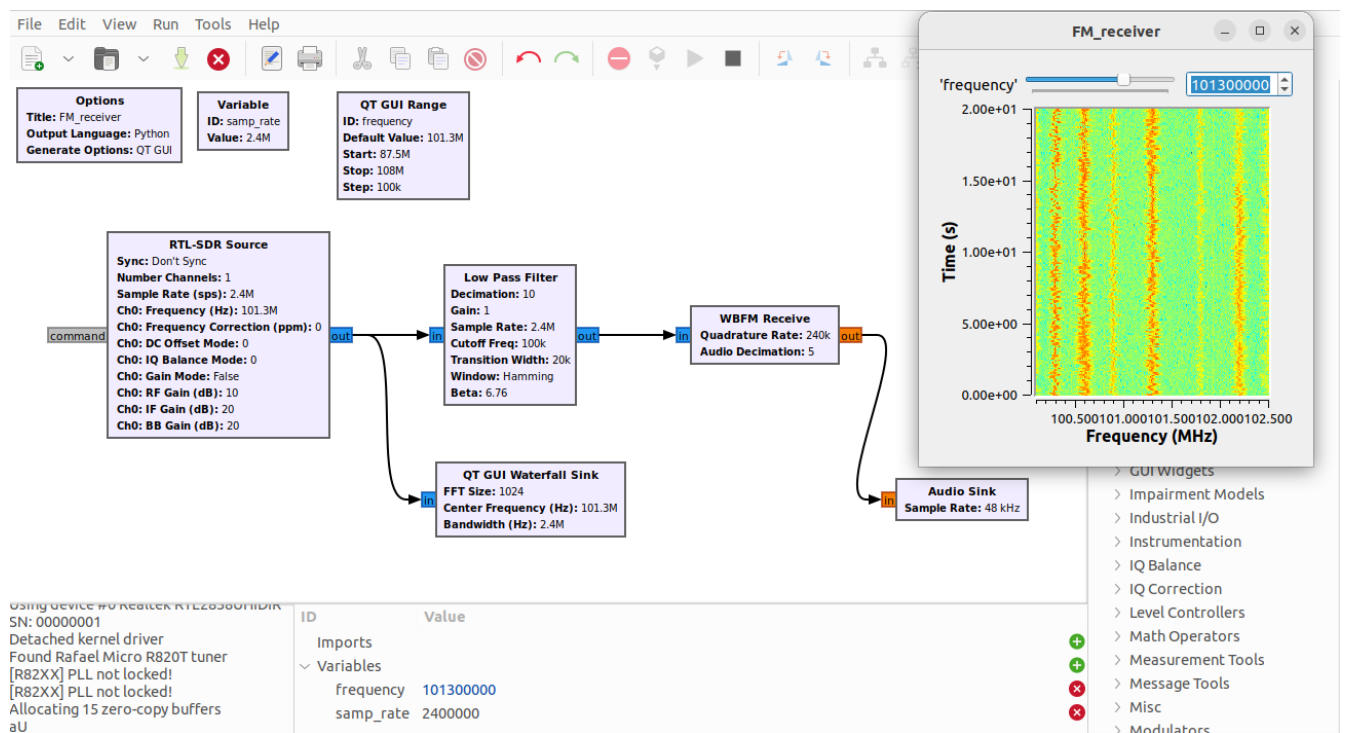 File Edit View Run Tools Help
FM_receiver
'frequency' 101300000
Options
Title: FM_receiver
Output Language: Python
Generate Options: QT GUI
Variable
ID: samp_rate
Value: 2.4M
QT GUI Range
ID: frequency
Default Value: 101.3M
Start: 87.5M
Stop: 108M
Step: 100k
2.00e+01
1.50e+01
1.00e+01
5.00e+00
0.00e+00
Time (s)
100.500101.000101.500102.000102.500
Frequency (MHz)
RTL-SDR Source
Sync: Don't Sync
Number Channels: 1
Sample Rate (sps): 2.4M
Ch0: Frequency (Hz): 101.3M
Ch0: Frequency Correction (ppm): 0
Ch0: DC Offset Mode: 0
Ch0: IQ Balance Mode: 0
Ch0: Gain Mode: False
Ch0: RF Gain (dB): 10
Ch0: IF Gain (dB): 20
Ch0: BB Gain (dB): 20
command
out
in
Low Pass Filter
Decimation: 10
Gain: 1
Sample Rate: 2.4M
Cutoff Freq: 100k
Transition Width: 20k
Window: Hamming
Beta: 6.76
out
in
WBFM Receive
Quadrature Rate: 240k
Audio Decimation: 5
out
in
QT GUI Waterfall Sink
FFT Size: 1024
Center Frequency (Hz): 101.3M
Bandwidth (Hz): 2.4M
in
Audio Sink
Sample Rate: 48 kHz
GUI Widgets
Impairment Models
Industrial I/O
Instrumentation
IQ Balance
IQ Correction
Level Controllers
Math Operators
Measurement Tools
Message Tools
Misc
Modulators
Using device #0 Realtek
SN: 00000001
Detached kernel driver
Found Rafael Micro R820T tuner
[R82XX] PLL not locked!
[R82XX] PLL not locked!
Allocating 15 zero-copy buffers
aU
ID Value
Imports
Variables
frequency 101300000
samp_rate 2400000